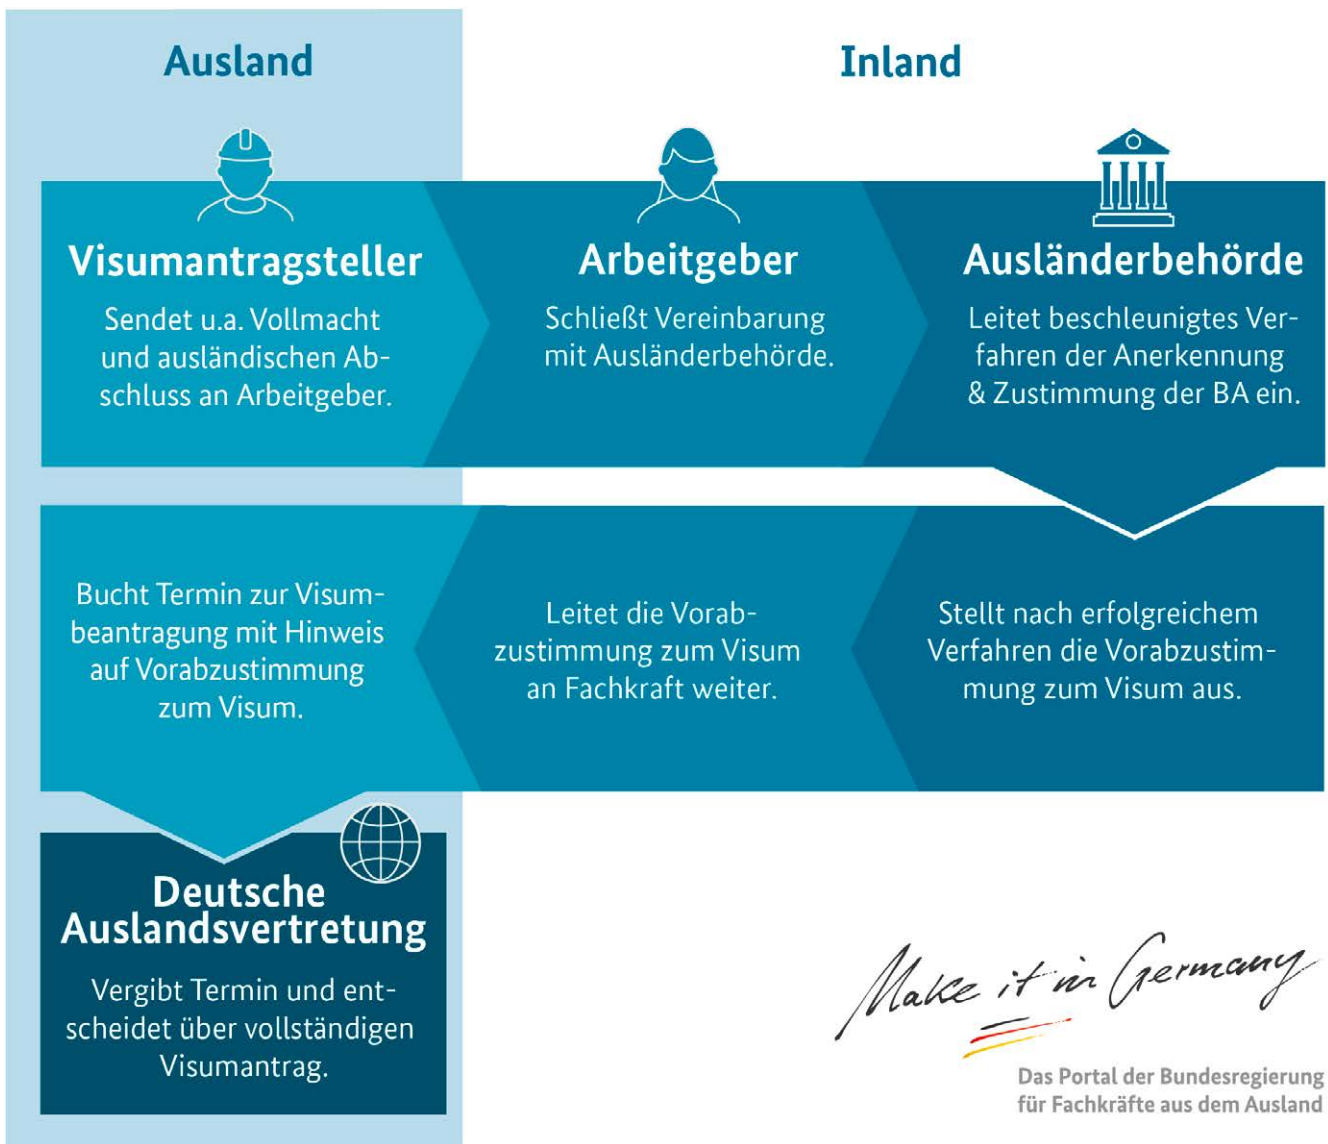 Ausland
Inland
Visumantragsteller
Sendet u.a. Vollmacht
und ausländischen Ab-
schluss an Arbeitgeber.
Arbeitgeber
Schließt Vereinbarung
mit Ausländerbehörde.
Ausländerbehörde
Leitet beschleunigtes Ver-
fahren der Anerkennung
& Zustimmung der BA ein.
Bucht Termin zur Visum-
beantragung mit Hinweis
auf Vorabzustimmung
zum Visum.
Leitet die Vorab-
zustimmung zum Visum
an Fachkraft weiter.
Stellt nach erfolgreichem
Verfahren die Vorabzustim-
mung zum Visum aus.
Deutsche
Auslandsvertretung
Vergibt Termin und ent-
scheidet über vollständigen
Visumantrag.
Make it in Germany
Das Portal der Bundesregierung
für Fachkräfte aus dem Ausland